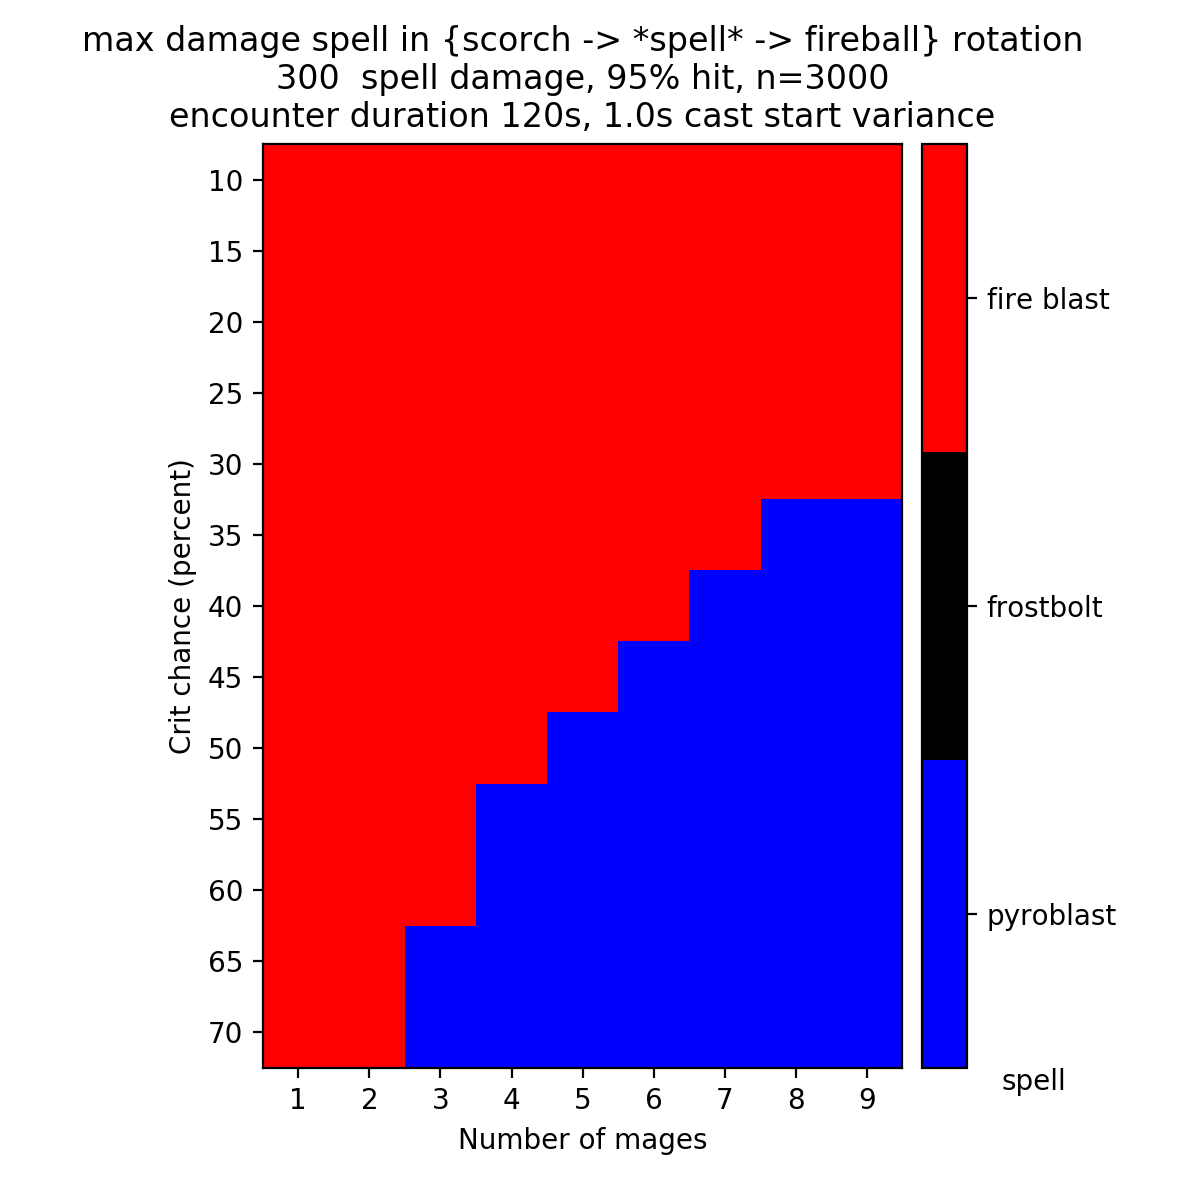 max damage spell in {scorch -> *spell* -> fireball} rotation
300  spell damage, 95% hit, n=3000
encounter duration 120s, 1.0s cast start variance
Crit chance (percent)
10
15
20
25
30
35
40
45
50
55
60
65
70
1 2 3 4 5 6 7 8 9
Number of mages
fire blast
frostbolt
pyroblast
spell